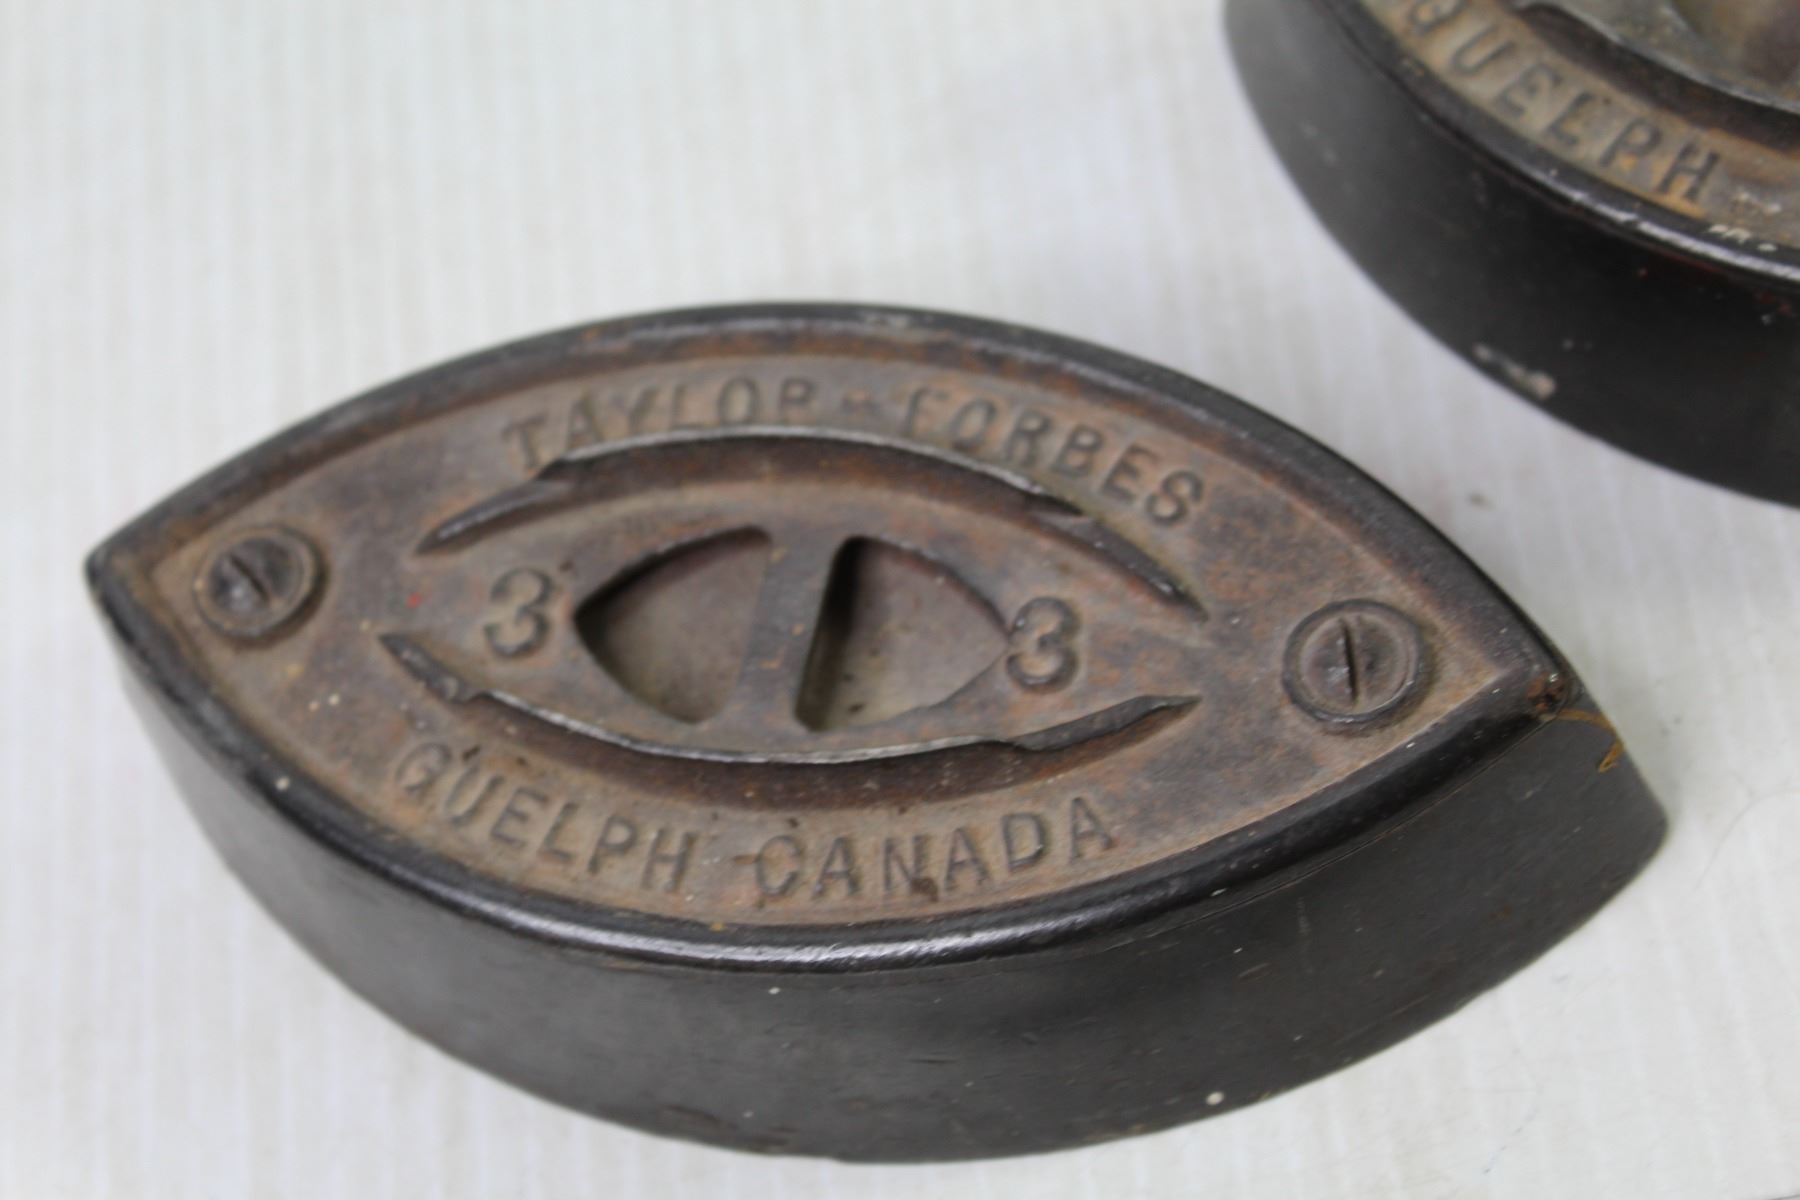 TAYLOR-FORBES
3 3
GUELPH CANADA
GUELPH